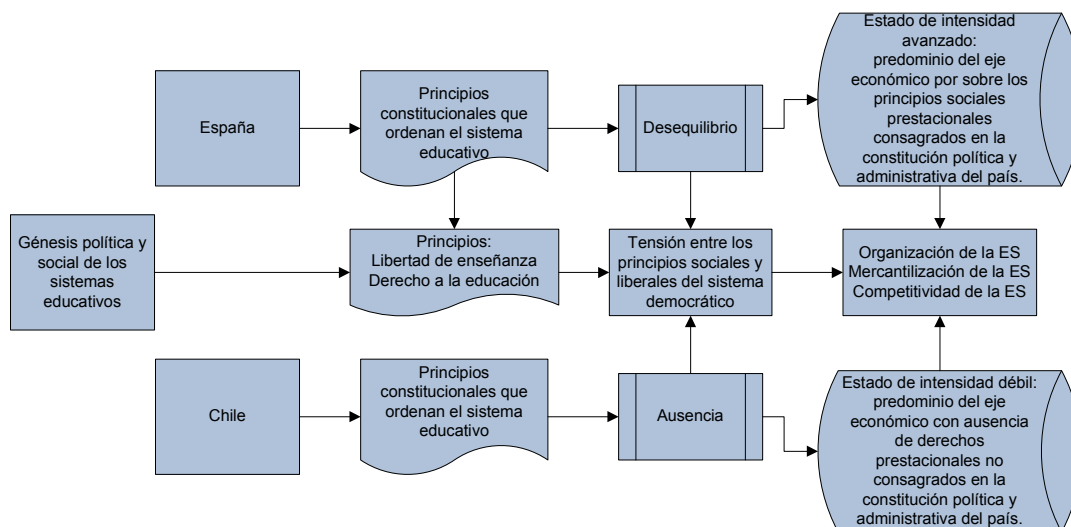 España
Principios
constitucionales que
ordenan el sistema
educativo
Desequilibrio
Estado de intensidad
avanzado:
predominio del eje
económico por sobre los
principios sociales
prestacionales
consagrados en la
constitución política y
administrativa del país.
Génesis política y
social de los
sistemas
educativos
Principios:
Libertad de enseñanza
Derecho a la educación
Tensión entre los
principios sociales y
liberales del sistema
democrático
Organización de la ES
Mercantilización de la ES
Competitividad de la ES
Chile
Principios
constitucionales que
ordenan el sistema
educativo
Ausencia
Estado de intensidad débil:
predominio del eje
económico con ausencia
de derechos
prestacionales no
consagrados en la
constitución política y
administrativa del país.